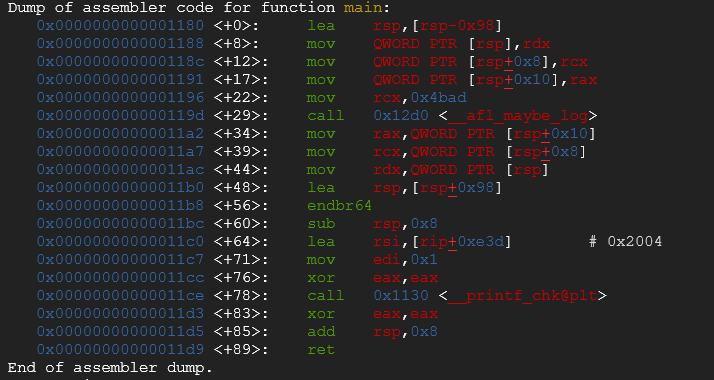 Dump of assembler code for function main:
0x0000000000001180 <+0>: lea rsp,[rsp-0x98]
0x0000000000001188 <+8>: mov QWORD PTR [rsp],rdx
0x000000000000118c <+12>: mov QWORD PTR [rsp+0x8],rcx
0x0000000000001191 <+17>: mov QWORD PTR [rsp+0x10],rax
0x0000000000001196 <+22>: mov rcx,0x4bad
0x000000000000119d <+29>: call 0x12d0 <__afl_maybe_log>
0x00000000000011a2 <+34>: mov rax,QWORD PTR [rsp+0x10]
0x00000000000011a7 <+39>: mov rcx,QWORD PTR [rsp+0x8]
0x00000000000011ac <+44>: mov rdx,QWORD PTR [rsp]
0x00000000000011b0 <+48>: lea rsp,[rsp+0x98]
0x00000000000011b8 <+56>: endbr64
0x00000000000011bc <+60>: sub rsp,0x8
0x00000000000011c0 <+64>: lea rsi,[rip+0xe3d] # 0x2004
0x00000000000011c7 <+71>: mov edi,0x1
0x00000000000011cc <+76>: xor eax,eax
0x00000000000011ce <+78>: call 0x1130 <__printf_chk@plt>
0x00000000000011d3 <+83>: xor eax,eax
0x00000000000011d5 <+85>: add rsp,0x8
0x00000000000011d9 <+89>: ret
End of assembler dump.